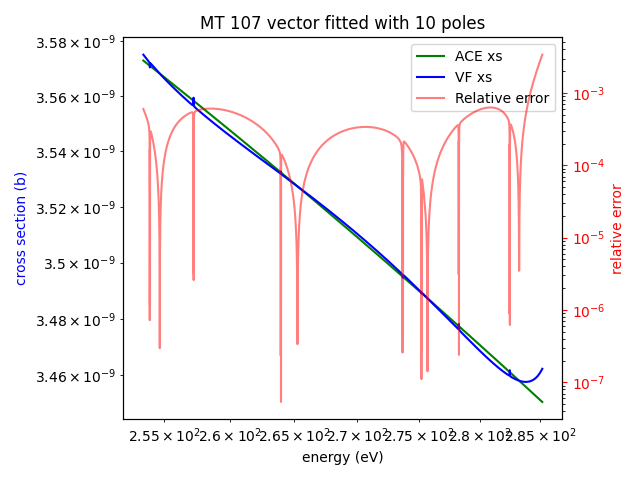 MT 107 vector fitted with 10 poles
ACE xs
VF xs
Relative error
3.58 × 10⁻⁹
3.56 × 10⁻⁹
3.54 × 10⁻⁹
3.52 × 10⁻⁹
3.5 × 10⁻⁹
3.48 × 10⁻⁹
3.46 × 10⁻⁹
cross section (b)
10⁻³
10⁻⁴
10⁻⁵
10⁻⁶
10⁻⁷
relative error
2.55 × 10² 2.6 × 10² 2.65 × 10² 2.7 × 10² 2.75 × 10² 2.8 × 10² 2.85 × 10²
energy (eV)